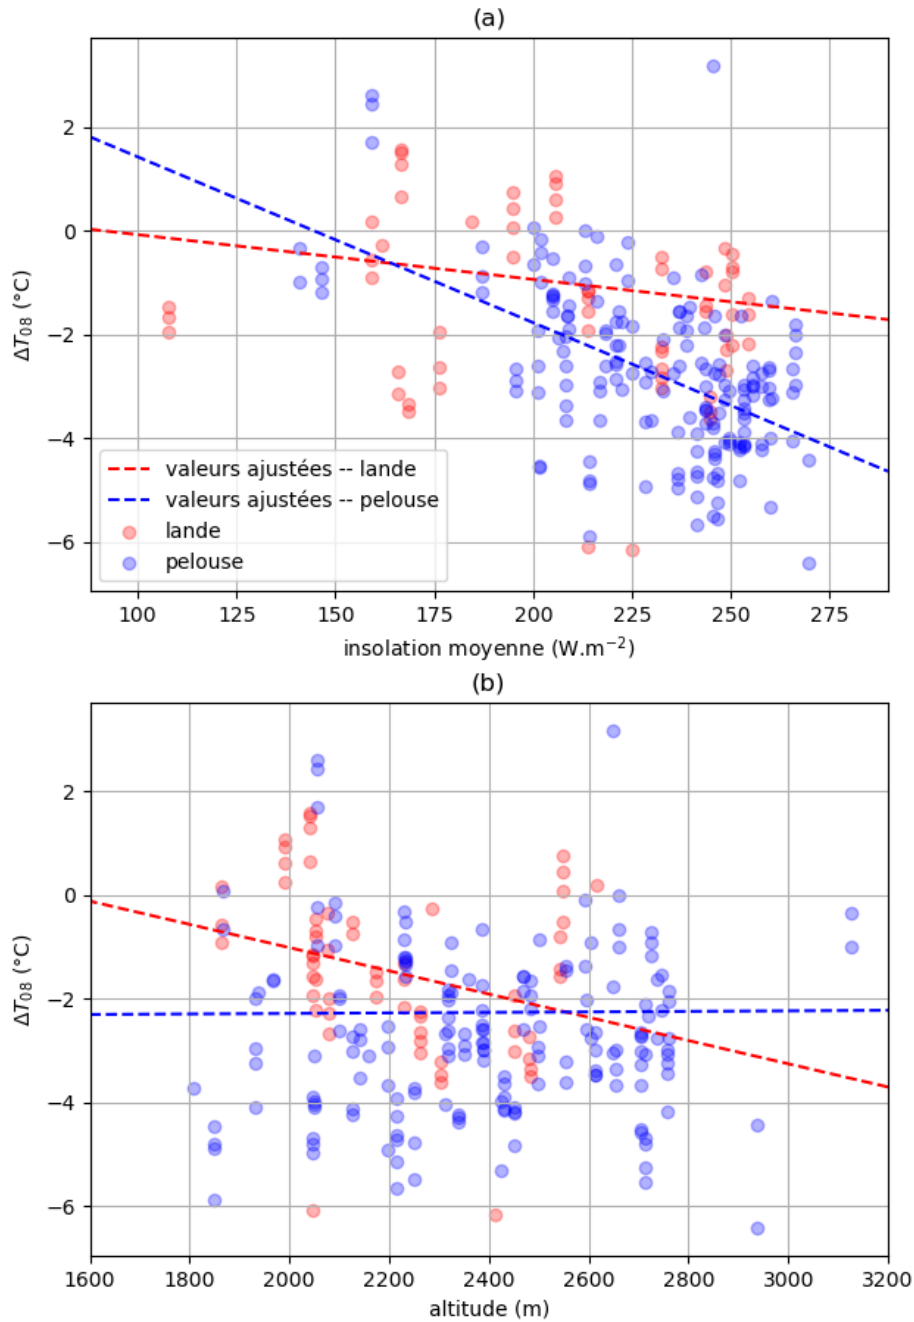 (a)
2
0
−2
−4
−6
ΔT₀₈ (°C)
valeurs ajustées -- lande
valeurs ajustées -- pelouse
lande
pelouse
100 125 150 175 200 225 250 275
insolation moyenne (W.m⁻²)
(b)
2
0
−2
−4
−6
ΔT₀₈ (°C)
1600 1800 2000 2200 2400 2600 2800 3000 3200
altitude (m)